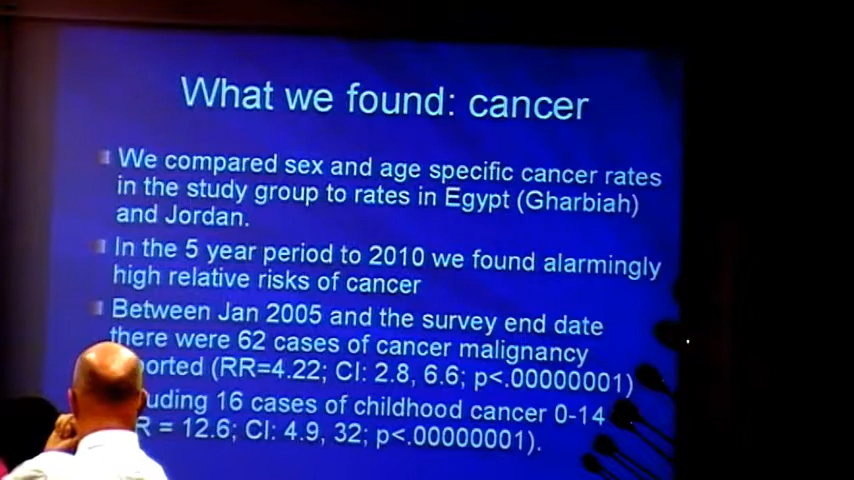 What we found: cancer
We compared sex and age specific cancer rates
in the study group to rates in Egypt (Gharbiah)
and Jordan.
In the 5 year period to 2010 we found alarmingly
high relative risks of cancer
Between Jan 2005 and the survey end date
there were 62 cases of cancer malignancy
ported (RR=4.22; CI: 2.8, 6.6; p<.00000001)
uding 16 cases of childhood cancer 0-14
R = 12.6; CI: 4.9, 32; p<.00000001).